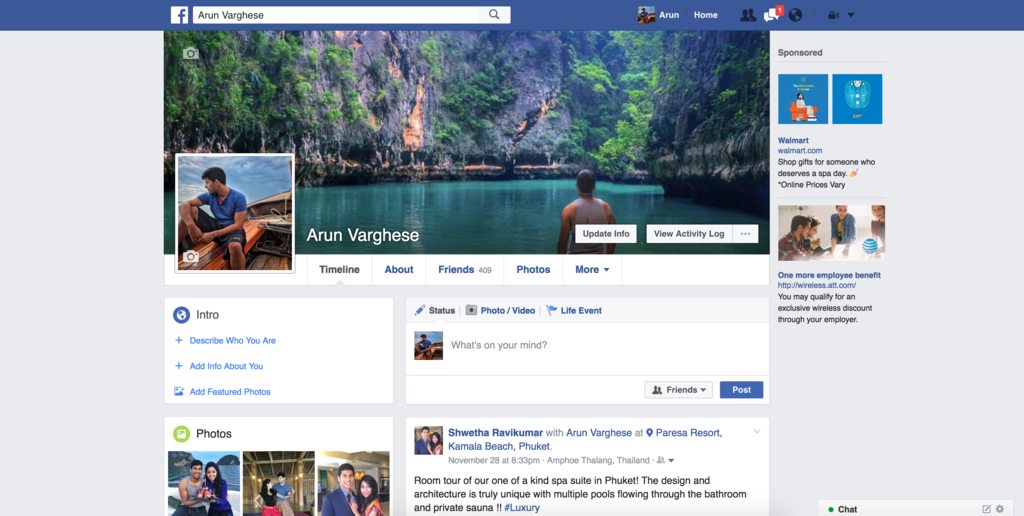 f
Arun Varghese
Arun
Home
1
Arun Varghese
Update Info
View Activity Log
...
Timeline
About
Friends 409
Photos
More
Intro
Describe Who You Are
Add Info About You
Add Featured Photos
Photos
Status
Photo / Video
Life Event
What's on your mind?
Friends
Post
Shwetha Ravikumar with Arun Varghese at Paresa Resort,
Kamala Beach, Phuket.
November 28 at 8:33pm · Amphoe Thalang, Thailand ·
Room tour of our one of a kind spa suite in Phuket! The design and
architecture is truly unique with multiple pools flowing through the bathroom
and private sauna !! #Luxury
Sponsored
Walmart
walmart.com
Shop gifts for someone who
deserves a spa day. 💅
*Online Prices Vary
One more employee benefit
http://wireless.att.com/
You may qualify for an
exclusive wireless discount
through your employer.
Chat